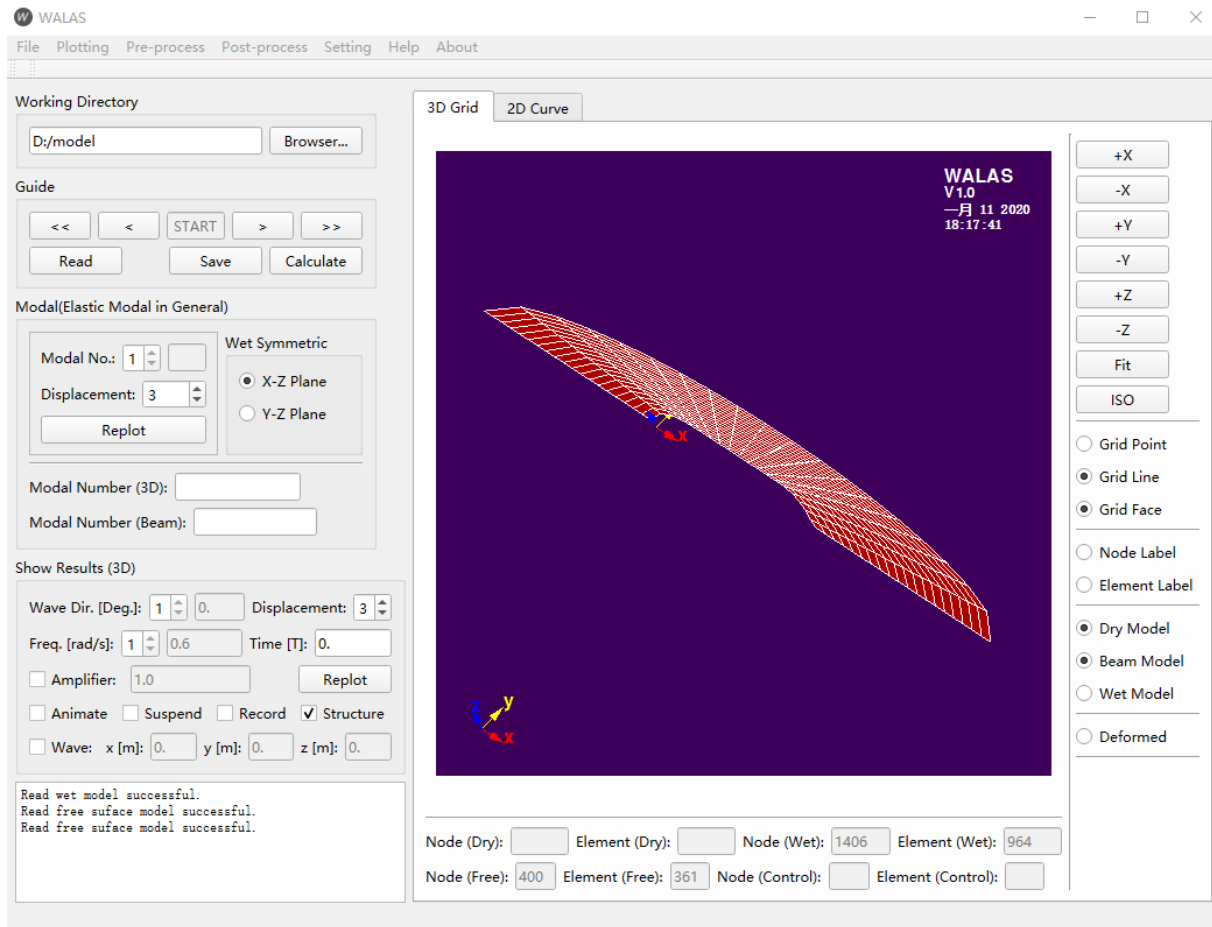 WALAS
File Plotting Pre-process Post-process Setting Help About
Working Directory
D:/model Browser...
Guide
<< < START > >>
Read Save Calculate
Modal(Elastic Modal in General)
Modal No.: 1
Displacement: 3
Replot
Wet Symmetric
X-Z Plane
Y-Z Plane
Modal Number (3D):
Modal Number (Beam):
Show Results (3D)
Wave Dir. [Deg.]: 1 0. Displacement: 3
Freq. [rad/s]: 1 0.6 Time [T]: 0.
Amplifier: 1.0 Replot
Animate Suspend Record Structure
Wave: x [m]: 0. y [m]: 0. z [m]: 0.
Read wet model successful.
Read free suface model successful.
Read free suface model successful.
3D Grid 2D Curve
WALAS
V 1.0
一月 11 2020
18:17:41
x
z y
x
Node (Dry): Element (Dry): Node (Wet): 1406 Element (Wet): 964
Node (Free): 400 Element (Free): 361 Node (Control): Element (Control):
+X
-X
+Y
-Y
+Z
-Z
Fit
ISO
Grid Point
Grid Line
Grid Face
Node Label
Element Label
Dry Model
Beam Model
Wet Model
Deformed